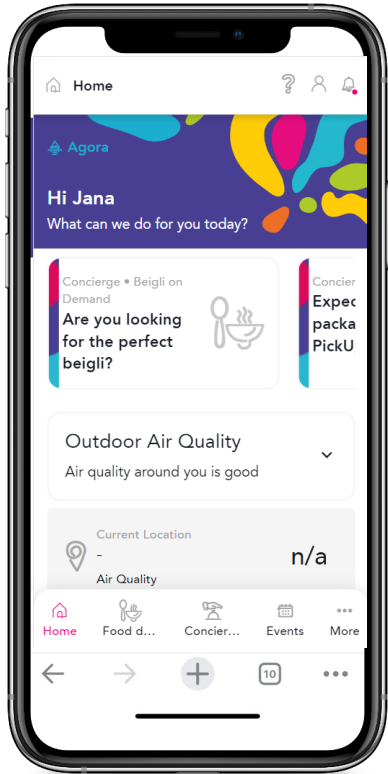 Home
Agora
Hi Jana
What can we do for you today?
Concierge • Beigli on
Demand
Are you looking
for the perfect
beigli?
Concier
Expec
packa
PickU
Outdoor Air Quality
Air quality around you is good
Current Location
-
n/a
Air Quality
Home
Food d...
Concier...
Events
More
10